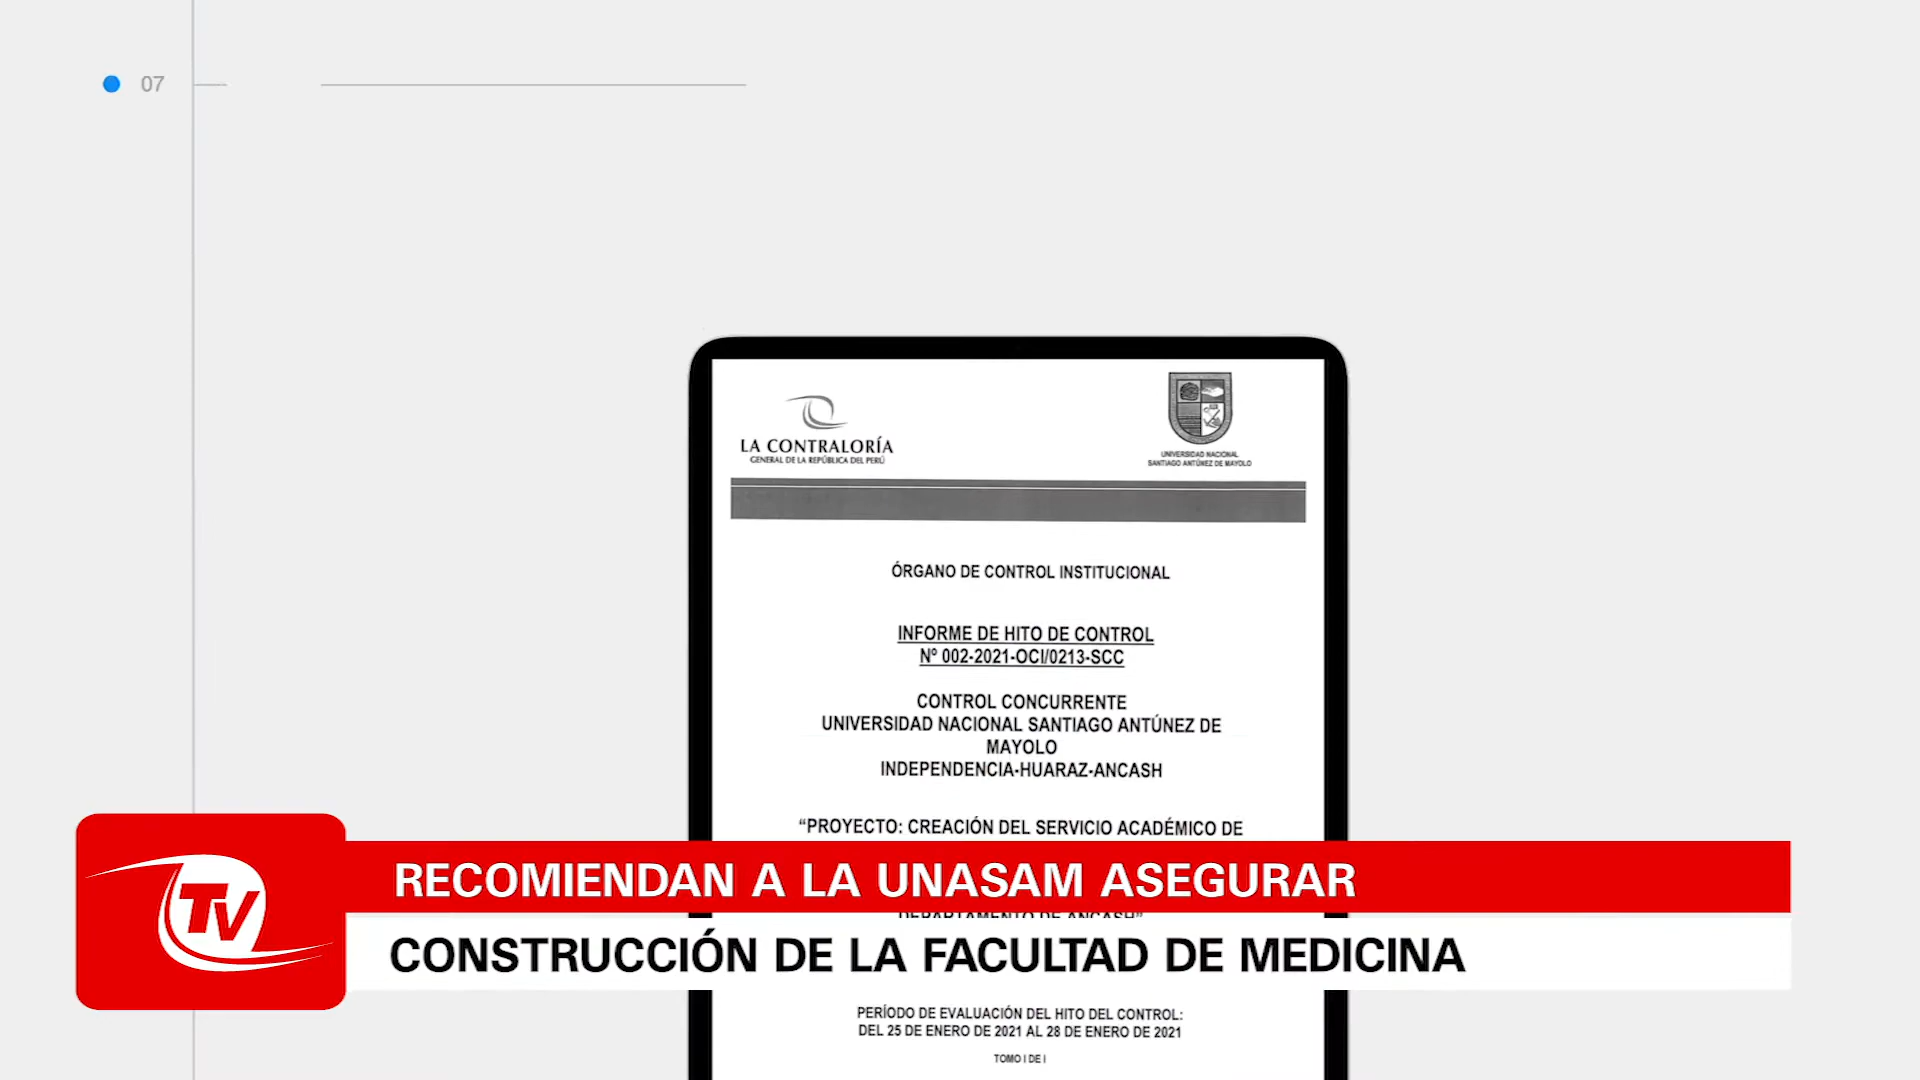 07
LA CONTRALORÍA
GENERAL DE LA REPÚBLICA DEL PERÚ
UNIVERSIDAD NACIONAL
SANTIAGO ANTÚNEZ DE MAYOLO
ÓRGANO DE CONTROL INSTITUCIONAL
INFORME DE HITO DE CONTROL
Nº 002-2021-OCI/0213-SCC
CONTROL CONCURRENTE
UNIVERSIDAD NACIONAL SANTIAGO ANTÚNEZ DE
MAYOLO
INDEPENDENCIA-HUARAZ-ANCASH
“PROYECTO: CREACIÓN DEL SERVICIO ACADÉMICO DE
TV
RECOMIENDAN A LA UNASAM ASEGURAR
DEPARTAMENTO DE ANCASH”
CONSTRUCCIÓN DE LA FACULTAD DE MEDICINA
PERÍODO DE EVALUACIÓN DEL HITO DEL CONTROL:
DEL 25 DE ENERO DE 2021 AL 28 DE ENERO DE 2021
TOMO I DE I